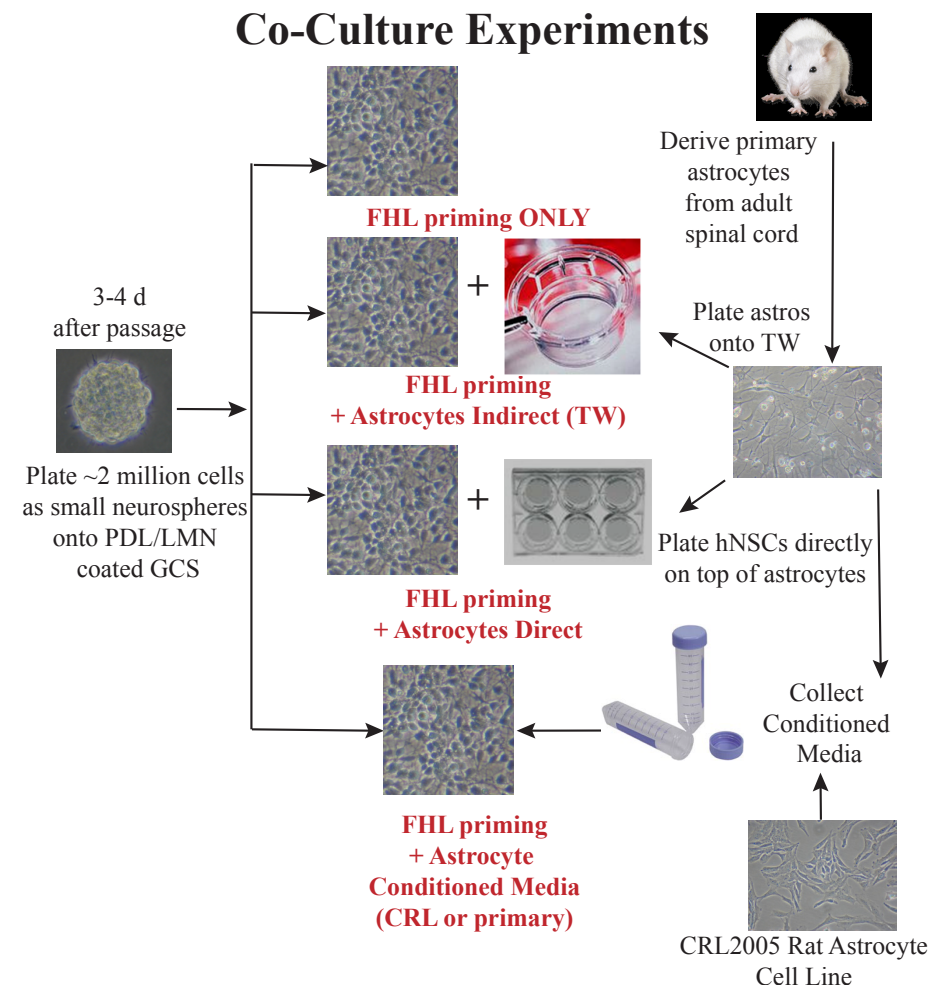 Co-Culture Experiments
Derive primary
astrocytes
from adult
spinal cord
FHL priming ONLY
3-4 d
after passage
+
Plate astros
onto TW
FHL priming
+ Astrocytes Indirect (TW)
Plate ~2 million cells
as small neurospheres
onto PDL/LMN
coated GCS
+
Plate hNSCs directly
on top of astrocytes
FHL priming
+ Astrocytes Direct
Collect
Conditioned
Media
FHL priming
+ Astrocyte
Conditioned Media
(CRL or primary)
CRL2005 Rat Astrocyte
Cell Line